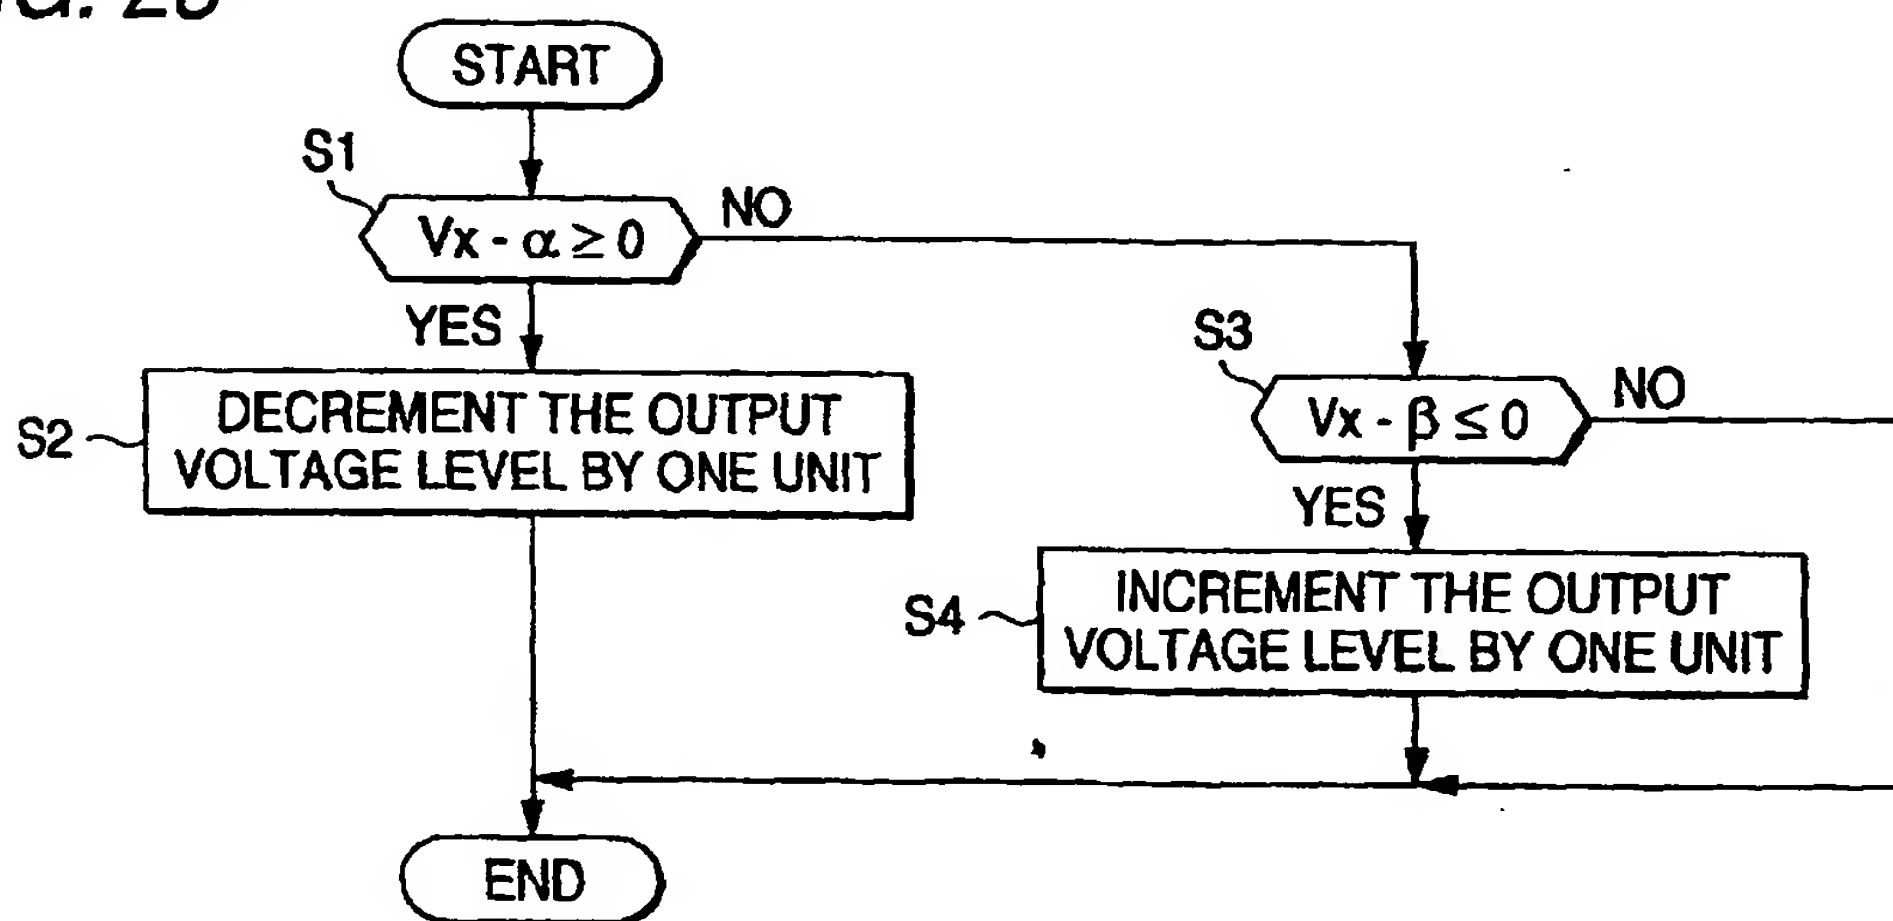 START
S1
Vx - α ≥ 0
NO
YES
S3
Vx - β ≤ 0
NO
S2
DECREMENT THE OUTPUT
VOLTAGE LEVEL BY ONE UNIT
YES
S4
INCREMENT THE OUTPUT
VOLTAGE LEVEL BY ONE UNIT
END